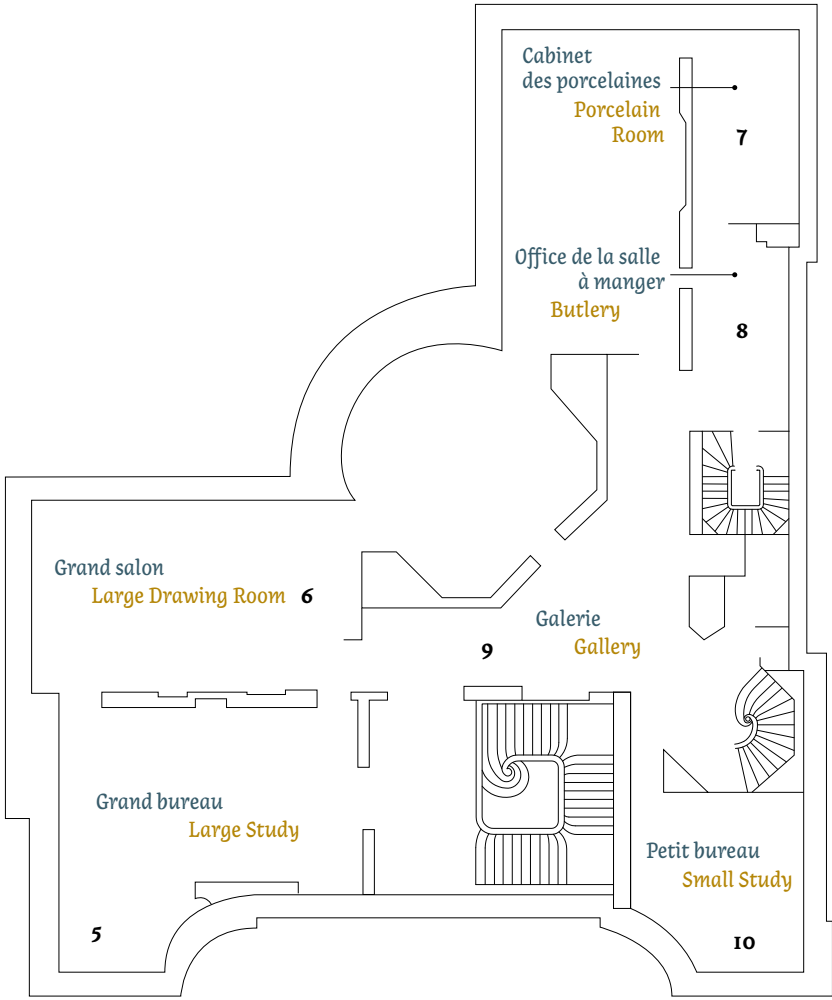 Cabinet
des porcelaines
Porcelain
Room
7
Office de la salle
à manger
Butlery
8
Grand salon
Large Drawing Room 6
Galerie
Gallery
9
Grand bureau
Large Study
5
Petit bureau
Small Study
10